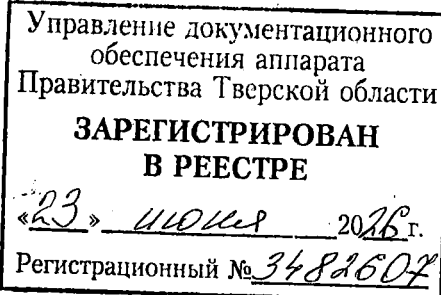 Управление документационного
обеспечения аппарата
Правительства Тверской области
ЗАРЕГИСТРИРОВАН
В РЕЕСТРЕ
«23» июня 2026 г.
Регистрационный № 3482607